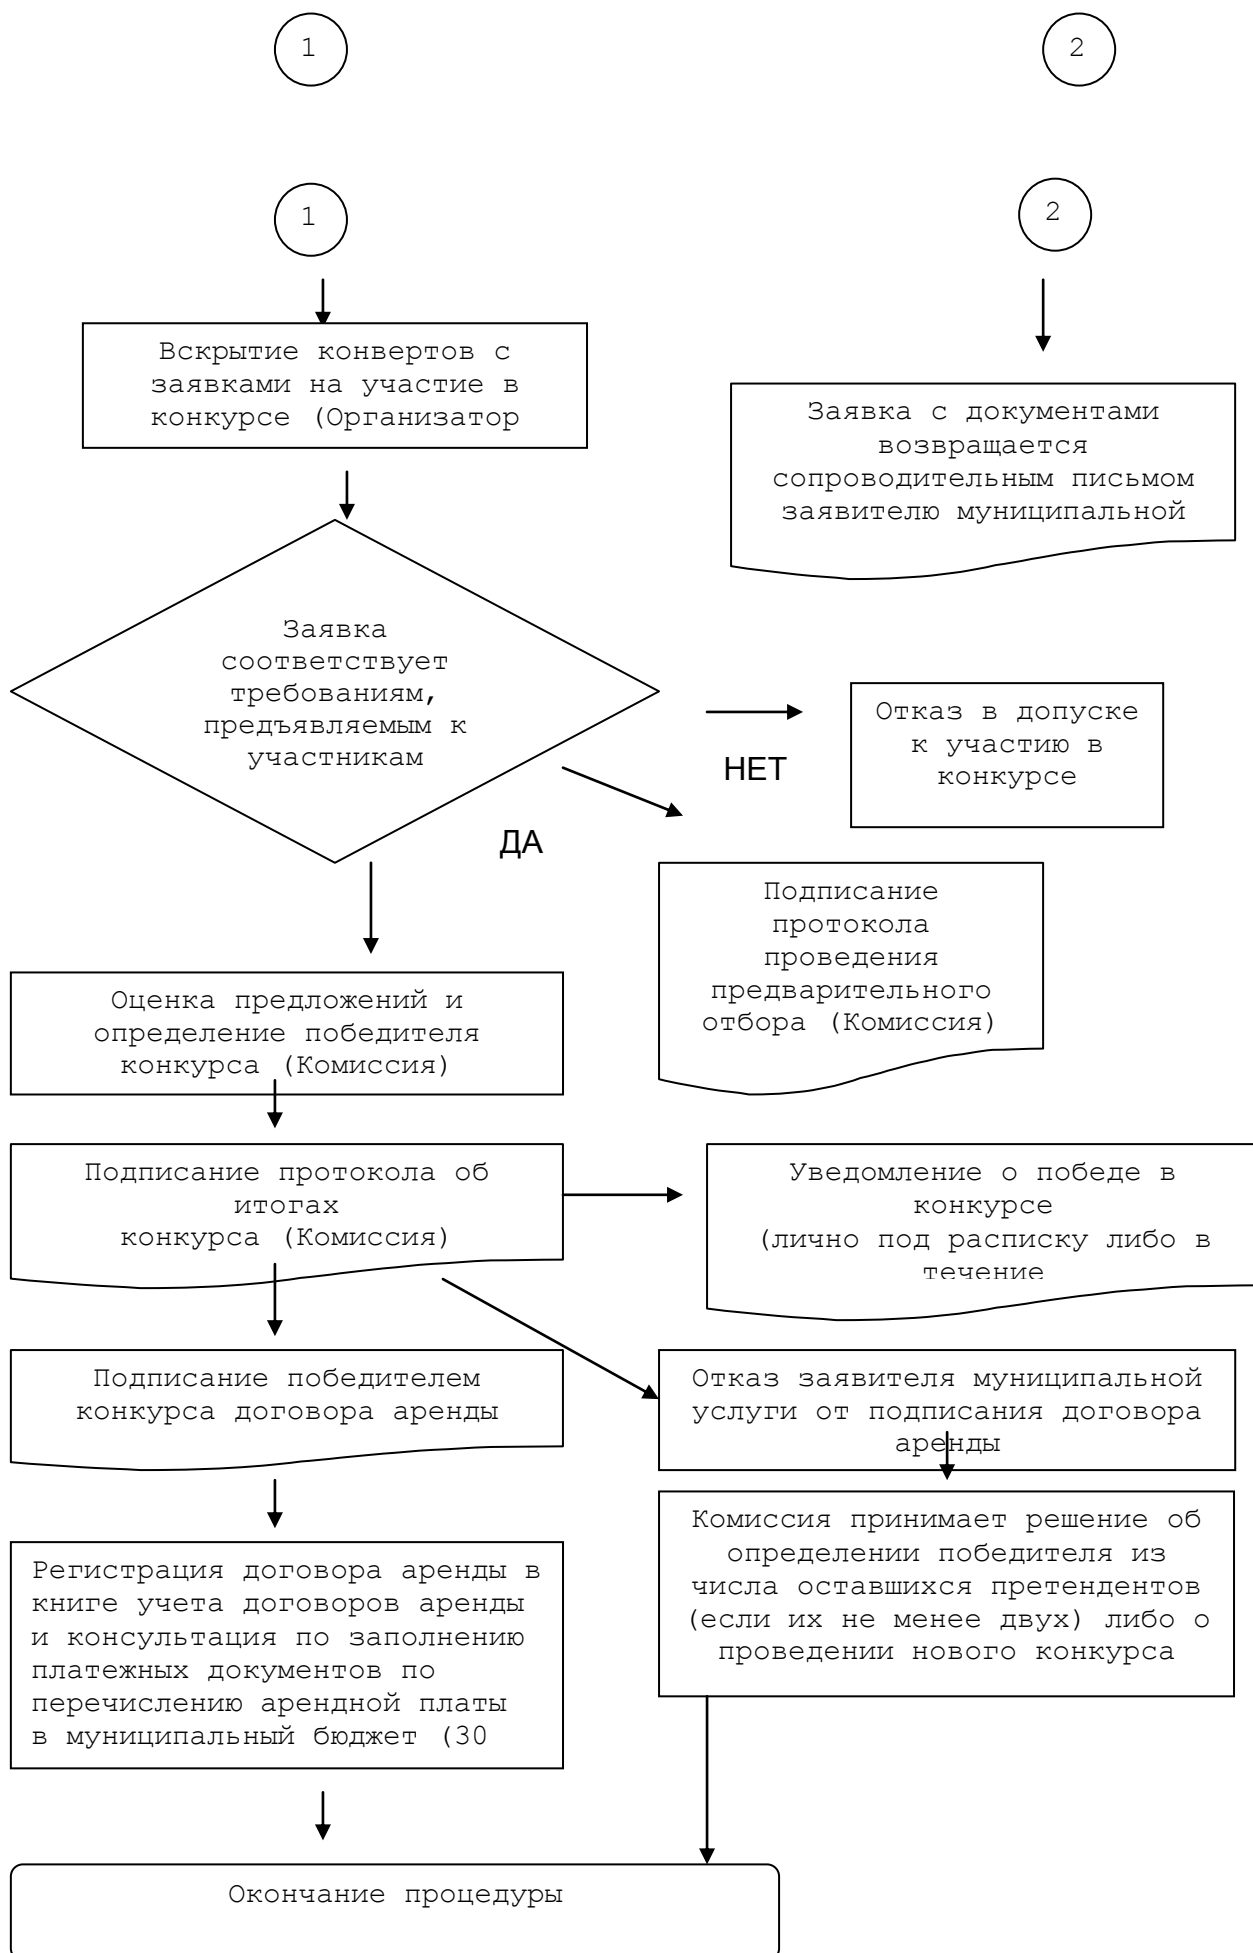 1
2
1
2
Вскрытие конвертов с
заявками на участие в
конкурсе (Организатор
Заявка с документами
возвращается
сопроводительным письмом
заявителю муниципальной
Заявка
соответствует
требованиям,
предъявляемым к
участникам
НЕТ
Отказ в допуске
к участию в
конкурсе
ДА
Подписание
протокола
проведения
предварительного
отбора (Комиссия)
Оценка предложений и
определение победителя
конкурса (Комиссия)
Подписание протокола об
итогах
конкурса (Комиссия)
Уведомление о победе в
конкурсе
(лично под расписку либо в
течение
Подписание победителем
конкурса договора аренды
Отказ заявителя муниципальной
услуги от подписания договора
аренды
Комиссия принимает решение об
определении победителя из
числа оставшихся претендентов
(если их не менее двух) либо о
проведении нового конкурса
Регистрация договора аренды в
книге учета договоров аренды
и консультация по заполнению
платежных документов по
перечислению арендной платы
в муниципальный бюджет (30
Окончание процедуры